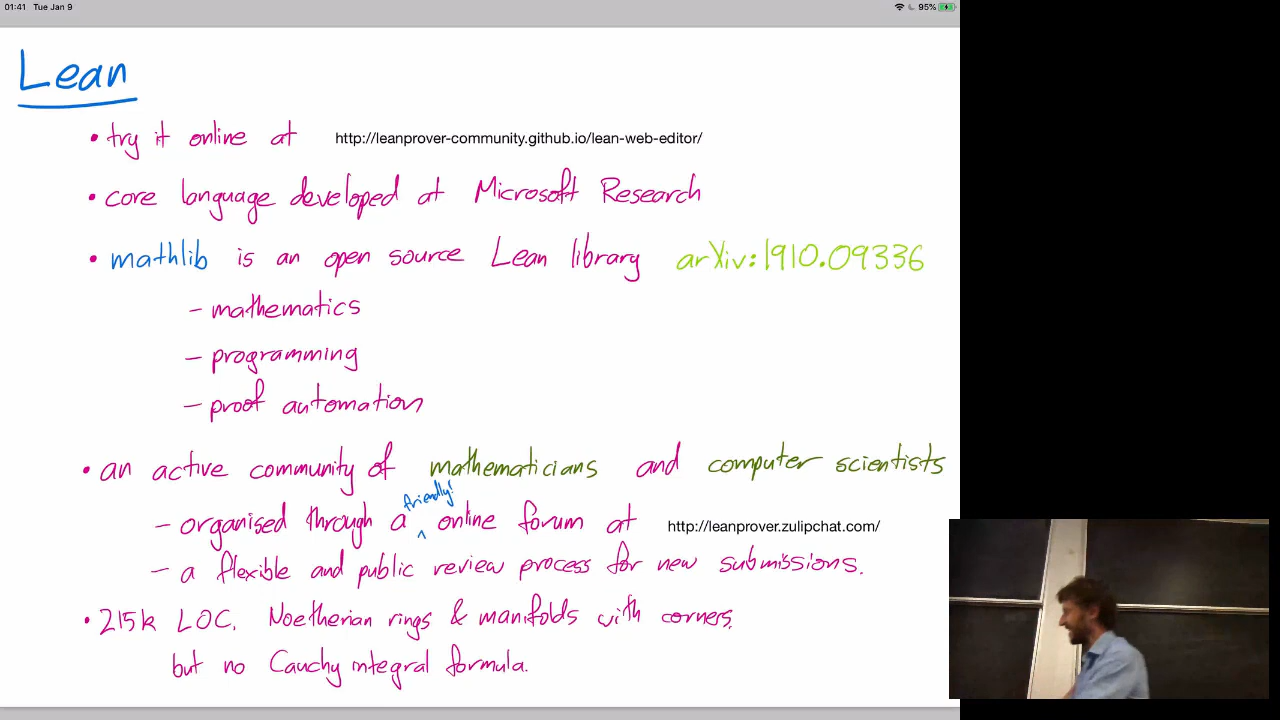 01:41 Tue Jan 9 95%
Lean
• try it online at http://leanprover-community.github.io/lean-web-editor/
• core language developed at Microsoft Research
• mathlib is an open source Lean library arXiv:1910.09336
– mathematics
– programming
– proof automation
• an active community of mathematicians and computer scientists
friendly!
– organised through a ^ online forum at http://leanprover.zulipchat.com/
– a flexible and public review process for new submissions.
• 215k LOC. Noetherian rings & manifolds with corners.
but no Cauchy integral formula.